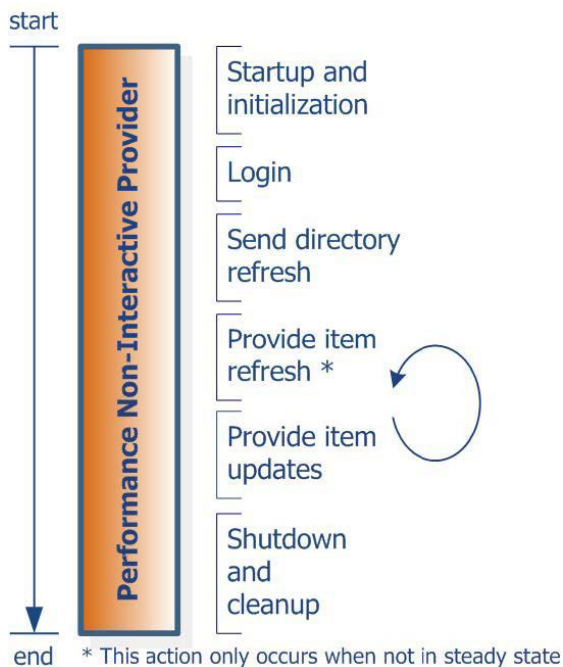 start
Performance Non-Interactive Provider
Startup and
initialization
Login
Send directory
refresh
Provide item
refresh *
Provide item
updates
Shutdown
and
cleanup
end
* This action only occurs when not in steady state